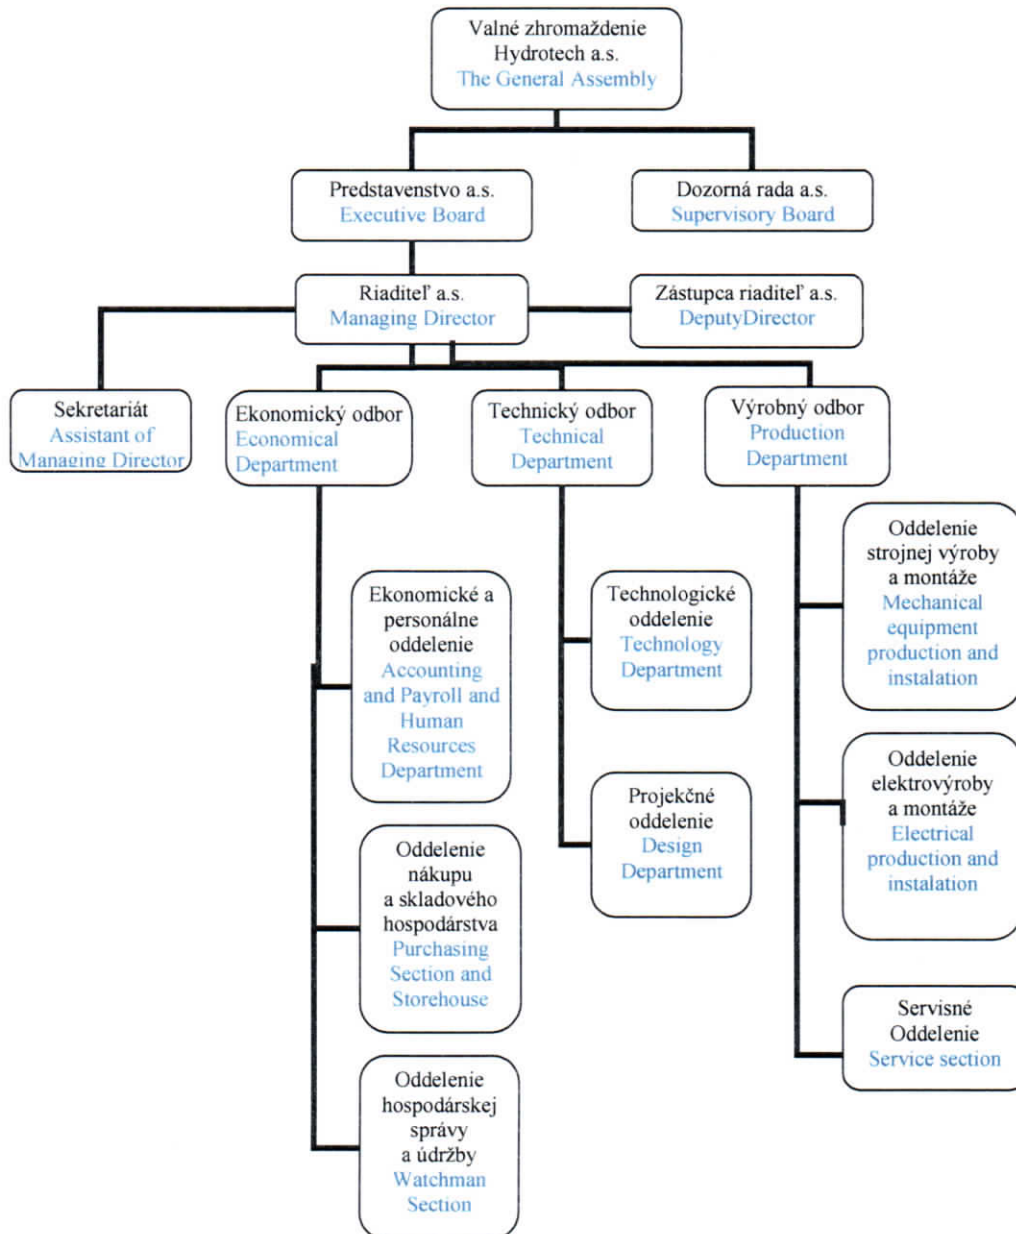 Valné zhromaždenie
Hydrotech a.s.
The General Assembly
Predstavenstvo a.s.
Executive Board
Dozorná rada a.s.
Supervisory Board
Riaditeľ a.s.
Managing Director
Zástupca riaditeľ a.s.
DeputyDirector
Sekretariát
Assistant of
Managing Director
Ekonomický odbor
Economical
Department
Technický odbor
Technical
Department
Výrobný odbor
Production
Department
Ekonomické a
personálne
oddelenie
Accounting
and Payroll and
Human
Resources
Department
Oddelenie
nákupu
a skladového
hospodárstva
Purchasing
Section and
Storehouse
Oddelenie
hospodárskej
správy
a údržby
Watchman
Section
Technologické
oddelenie
Technology
Department
Projekčné
oddelenie
Design
Department
Oddelenie
strojnej výroby
a montáže
Mechanical
equipment
production and
instalation
Oddelenie
elektrovýroby
a montáže
Electrical
production and
instalation
Servisné
Oddelenie
Service section